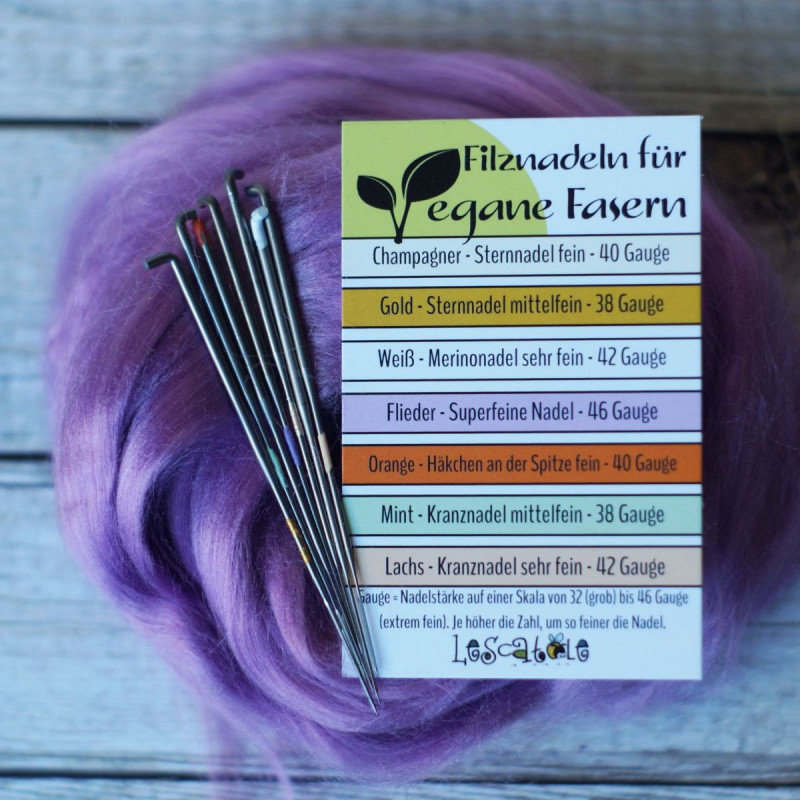 Filznadeln für
Vegane Fasern
Champagner - Sternnadel fein - 40 Gauge
Gold - Sternnadel mittelfein - 38 Gauge
Weiß - Merinonadel sehr fein - 42 Gauge
Flieder - Superfeine Nadel - 46 Gauge
Orange - Häkchen an der Spitze fein - 40 Gauge
Mint - Kranznadel mittelfein - 38 Gauge
Lachs - Kranznadel sehr fein - 42 Gauge
Gauge = Nadelstärke auf einer Skala von 32 (grob) bis 46 Gauge
(extrem fein). Je höher die Zahl, um so feiner die Nadel.
LeSCatole